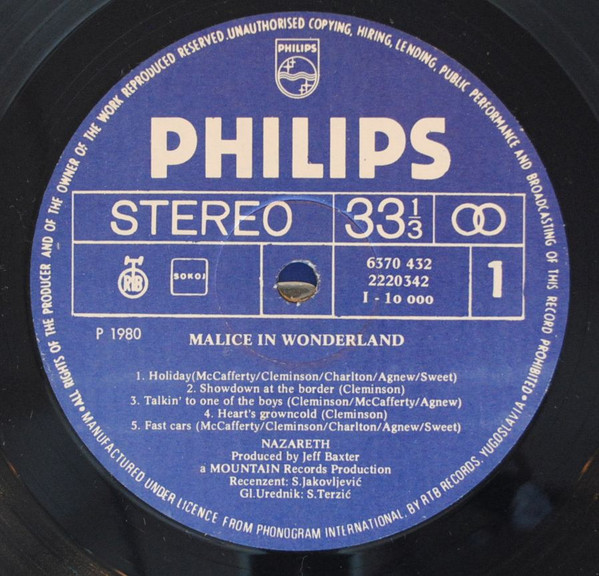 ALL RIGHTS OF THE PRODUCER AND OF THE OWNER OF THE WORK REPRODUCED RESERVED. UNAUTHORISED COPYING, HIRING, LENDING, PUBLIC PERFORMANCE AND BROADCASTING OF THIS RECORD PROHIBITED.
PHILIPS
PHILIPS
STEREO 33 1/3
RTB SOKOJ
6370 432
2220342
I - 1o ooo
1
P 1980
MALICE IN WONDERLAND
1. Holiday(McCafferty/Cleminson/Charlton/Agnew/Sweet)
2. Showdown at the border (Cleminson)
3. Talkin' to one of the boys (Cleminson/McCafferty/Agnew)
4. Heart's growncold (Cleminson)
5. Fast cars (McCafferty/Cleminson/Charlton/Agnew/Sweet)
NAZARETH
Produced by Jeff Baxter
a MOUNTAIN Records Production
Recenzent: S.Jakovljević
Gl.Urednik: S.Terzić
MANUFACTURED UNDER LICENCE FROM PHONOGRAM INTERNATIONAL, BY RTB RECORDS, YUGOSLAVIA